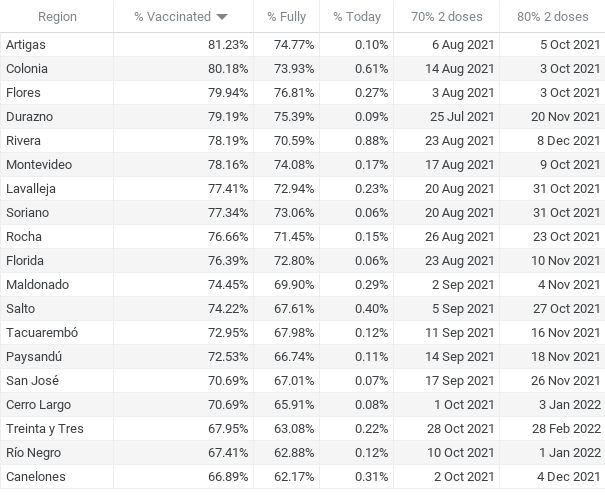 Region % Vaccinated % Fully % Today 70% 2 doses 80% 2 doses
Artigas 81.23% 74.77% 0.10% 6 Aug 2021 5 Oct 2021
Colonia 80.18% 73.93% 0.61% 14 Aug 2021 3 Oct 2021
Flores 79.94% 76.81% 0.27% 3 Aug 2021 3 Oct 2021
Durazno 79.19% 75.39% 0.09% 25 Jul 2021 20 Nov 2021
Rivera 78.19% 70.59% 0.88% 23 Aug 2021 8 Dec 2021
Montevideo 78.16% 74.08% 0.17% 17 Aug 2021 9 Oct 2021
Lavalleja 77.41% 72.94% 0.23% 20 Aug 2021 31 Oct 2021
Soriano 77.34% 73.06% 0.06% 20 Aug 2021 31 Oct 2021
Rocha 76.66% 71.45% 0.15% 26 Aug 2021 23 Oct 2021
Florida 76.39% 72.80% 0.06% 23 Aug 2021 10 Nov 2021
Maldonado 74.45% 69.90% 0.29% 2 Sep 2021 4 Nov 2021
Salto 74.22% 67.61% 0.40% 5 Sep 2021 27 Oct 2021
Tacuarembó 72.95% 67.98% 0.12% 11 Sep 2021 16 Nov 2021
Paysandú 72.53% 66.74% 0.11% 14 Sep 2021 18 Nov 2021
San José 70.69% 67.01% 0.07% 17 Sep 2021 26 Nov 2021
Cerro Largo 70.69% 65.91% 0.08% 1 Oct 2021 3 Jan 2022
Treinta y Tres 67.95% 63.08% 0.22% 28 Oct 2021 28 Feb 2022
Río Negro 67.41% 62.88% 0.12% 10 Oct 2021 1 Jan 2022
Canelones 66.89% 62.17% 0.31% 2 Oct 2021 4 Dec 2021